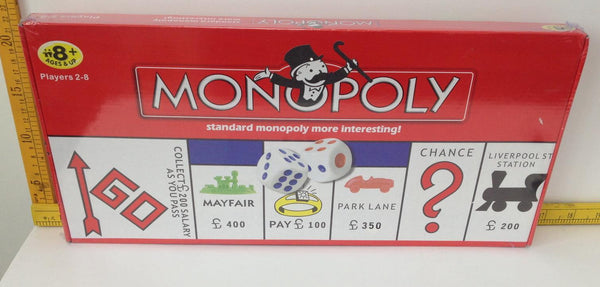 8+
AGES & UP
Players 2-8
MONOPOLY
standard monopoly more interesting!
GO
COLLECT £200 SALARY
AS YOU PASS
MAYFAIR
£ 400
PAY £ 100
PARK LANE
£ 350
CHANCE
?
LIVERPOOL ST
STATION
£ 200
MONOPOLY